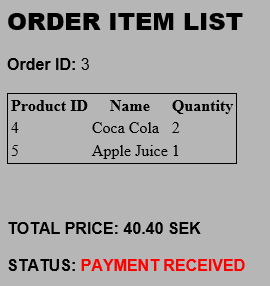 ORDER ITEM LIST
Order ID: 3
Product ID Name Quantity
4 Coca Cola 2
5 Apple Juice 1
TOTAL PRICE: 40.40 SEK
STATUS: PAYMENT RECEIVED